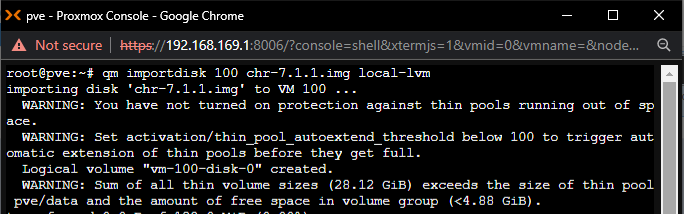 pve - Proxmox Console - Google Chrome
Not secure https://192.168.169.1:8006/?console=shell&xtermjs=1&vmid=0&vmname=&node...
root@pve:~# qm importdisk 100 chr-7.1.1.img local-lvm
importing disk 'chr-7.1.1.img' to VM 100 ...
WARNING: You have not turned on protection against thin pools running out of sp
ace.
WARNING: Set activation/thin_pool_autoextend_threshold below 100 to trigger aut
omatic extension of thin pools before they get full.
Logical volume "vm-100-disk-0" created.
WARNING: Sum of all thin volume sizes (28.12 GiB) exceeds the size of thin pool
pve/data and the amount of free space in volume group (<4.88 GiB).